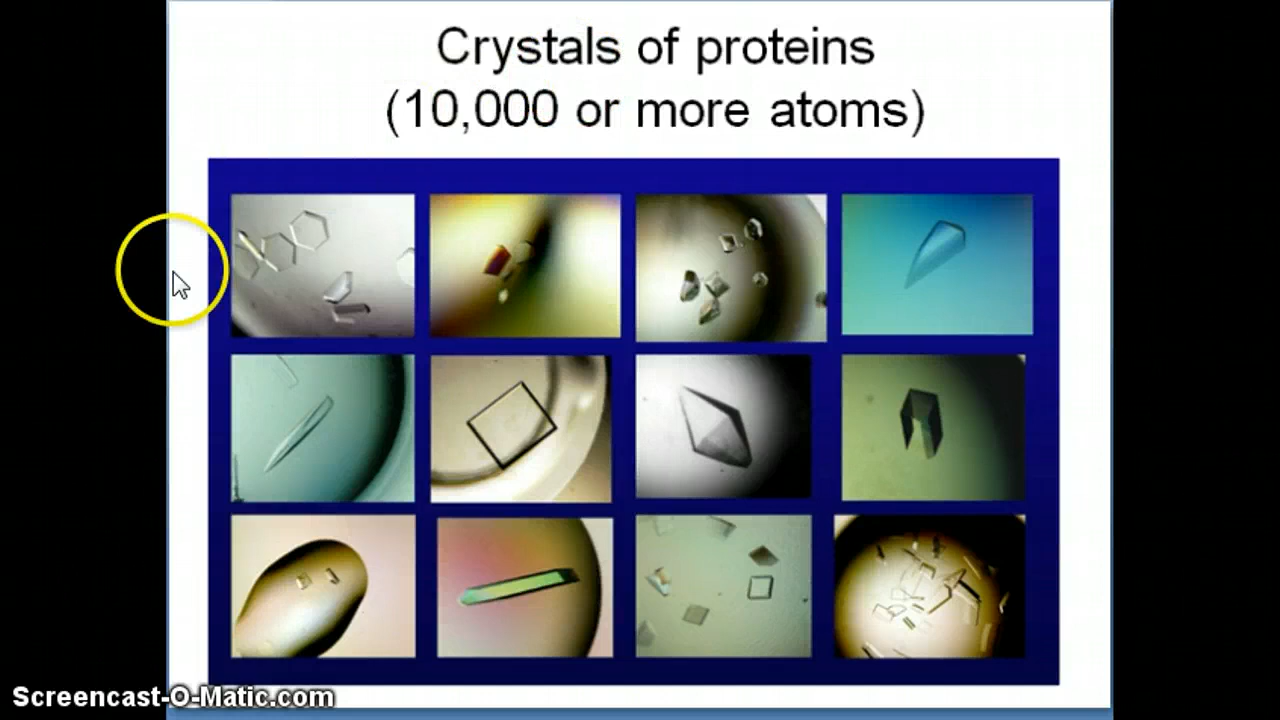 Crystals of proteins
(10,000 or more atoms)
Screencast-O-Matic.com